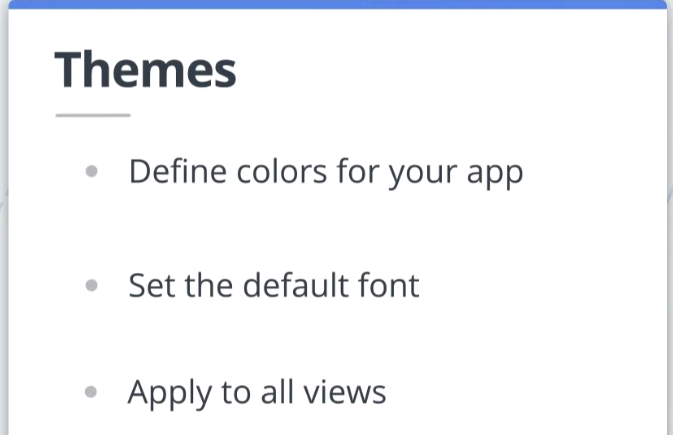 Themes
Define colors for your app
Set the default font
Apply to all views